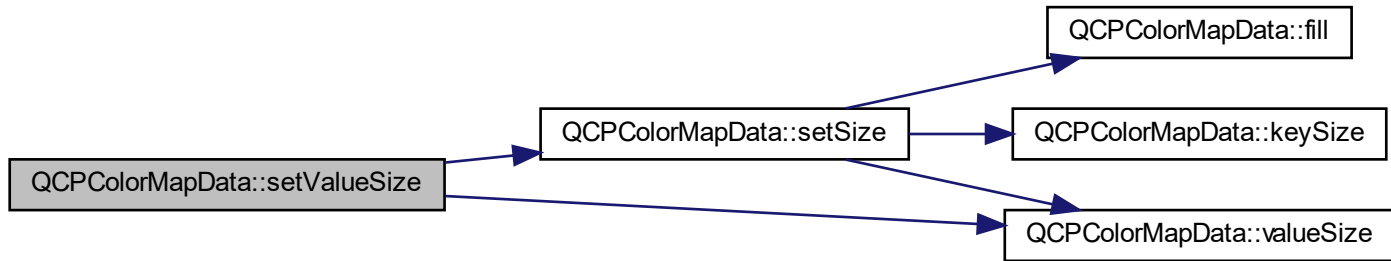 QCPColorMapData::fill
QCPColorMapData::setSize
QCPColorMapData::keySize
QCPColorMapData::setValueSize
QCPColorMapData::valueSize